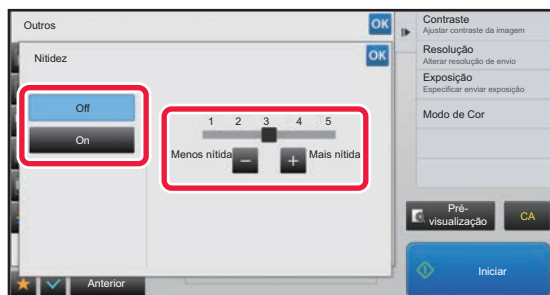 Outros
OK
Nitidez
OK
Off
On
1 2 3 4 5
Menos nítida
Mais nítida
Anterior
Contraste
Ajustar contraste da imagem
Resolução
Alterar resolução de envio
Exposição
Especificar enviar exposição
Modo de Cor
Pré-
visualização
CA
Iniciar